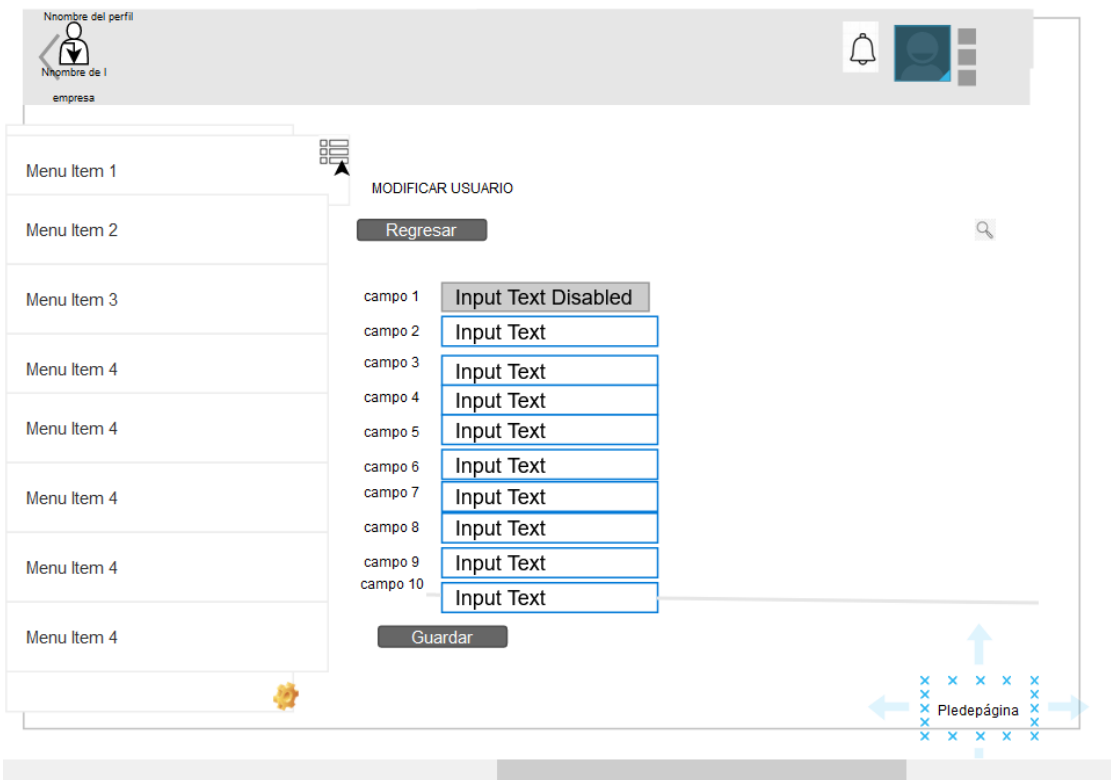 Nnombre del perfil
Nnombre de l
empresa
Menu Item 1
MODIFICAR USUARIO
Menu Item 2
Regresar
Menu Item 3
campo 1 Input Text Disabled
campo 2 Input Text
Menu Item 4
campo 3 Input Text
campo 4 Input Text
Menu Item 4
campo 5 Input Text
campo 6 Input Text
Menu Item 4
campo 7 Input Text
campo 8 Input Text
Menu Item 4
campo 9 Input Text
campo 10 Input Text
Menu Item 4
Guardar
Pledepágina